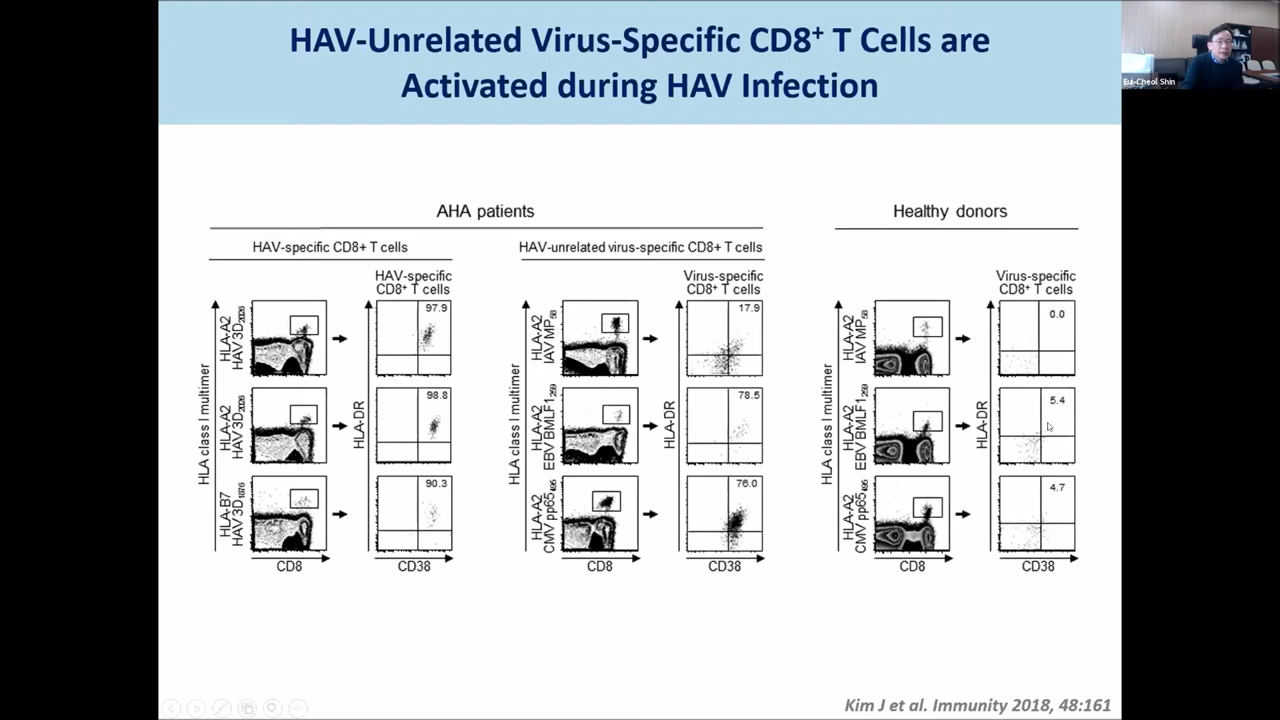 HAV-Unrelated Virus-Specific CD8⁺ T Cells are
Activated during HAV Infection
Eui-Cheol Shin
AHA patients
HAV-specific CD8+ T cells
HAV-specific
CD8⁺ T cells
HLA class I multimer
HLA-A2
HAV 3D2026
97.9
HLA-A2
HAV 3D2026
98.8
HLA-B7
HAV 3D1876
90.3
HLA-DR
CD8
CD38
HAV-unrelated virus-specific CD8+ T cells
Virus-specific
CD8⁺ T cells
HLA class I multimer
HLA-A2
IAV MP58
17.9
HLA-A2
EBV BMLF1259
78.5
HLA-A2
CMV pp65495
76.0
HLA-DR
CD8
CD38
Healthy donors
Virus-specific
CD8⁺ T cells
HLA class I multimer
HLA-A2
IAV MP58
0.0
HLA-A2
EBV BMLF1259
5.4
HLA-A2
CMV pp65495
4.7
HLA-DR
CD8
CD38
Kim J et al. Immunity 2018, 48:161